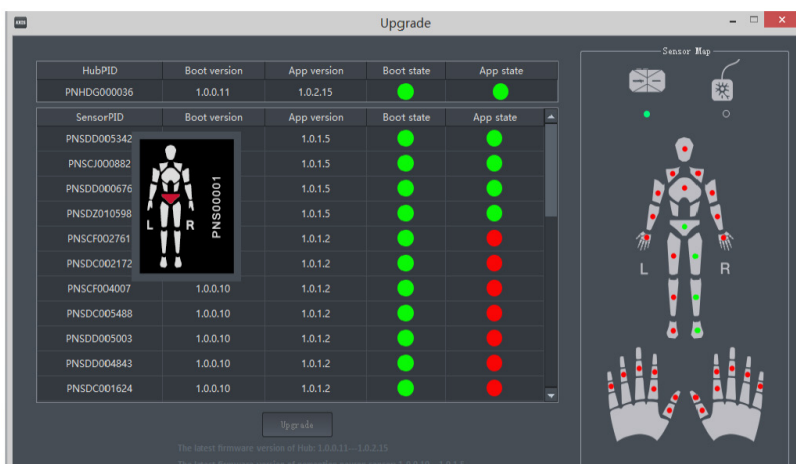 Upgrade
Sensor Map
HubPID Boot version App version Boot state App state
PNHDG000036 1.0.0.11 1.0.2.15
SensorPID Boot version App version Boot state App state
PNSDD005342 1.0.1.5
PNSCJ000882 1.0.1.5
PNSDD000676 1.0.1.5
PNSDZ010598 1.0.1.5
PNSCF002761 1.0.1.2
PNSDC002172 1.0.1.2
PNSCF004007 1.0.0.10 1.0.1.2
PNSDC005488 1.0.0.10 1.0.1.2
PNSDD005003 1.0.0.10 1.0.1.2
PNSDD004843 1.0.0.10 1.0.1.2
PNSDC001624 1.0.0.10 1.0.1.2
L R PNS00001
L R
Upgrade
The latest firmware version of Hub: 1.0.0.11--1.0.2.15